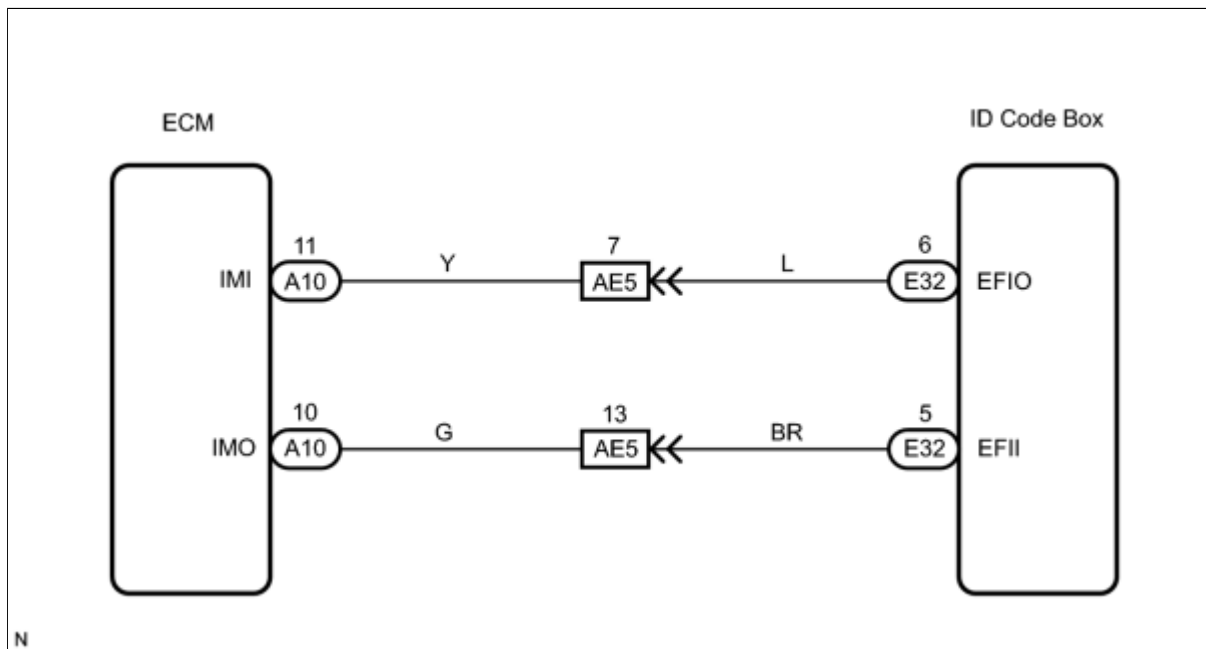 ECM
ID Code Box
11
7
6
IMI
A10
Y
AE5
L
E32
EFIO
10
13
5
IMO
A10
G
AE5
BR
E32
EFII
N